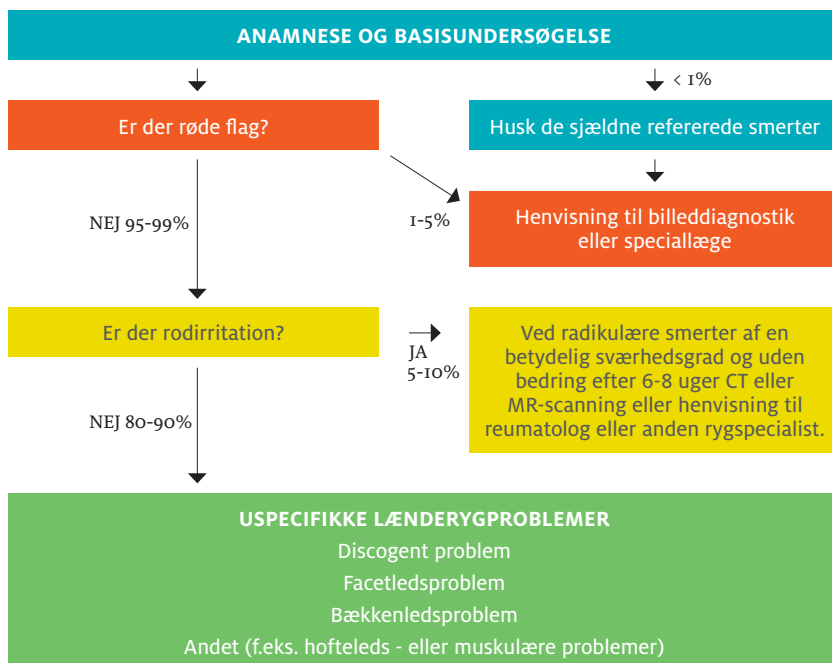 ANAMNESE OG BASISUNDERSØGELSE
< 1%
Er der røde flag?
Husk de sjældne refererede smerter
NEJ 95-99%
1-5%
Henvisning til billeddiagnostik
eller speciallæge
Er der rodirritation?
JA
5-10%
Ved radikulære smerter af en
betydelig sværhedsgrad og uden
bedring efter 6-8 uger CT eller
MR-scanning eller henvisning til
reumatolog eller anden rygspecialist.
NEJ 80-90%
USPECIFIKKE LÆNDERYGPROBLEMER
Discogent problem
Facetledsproblem
Bækkenledsproblem
Andet (f.eks. hofteleds - eller muskulære problemer)